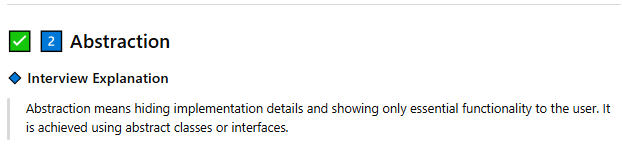 ✅ 2️⃣ Abstraction
🔹 Interview Explanation
Abstraction means hiding implementation details and showing only essential functionality to the user. It
is achieved using abstract classes or interfaces.